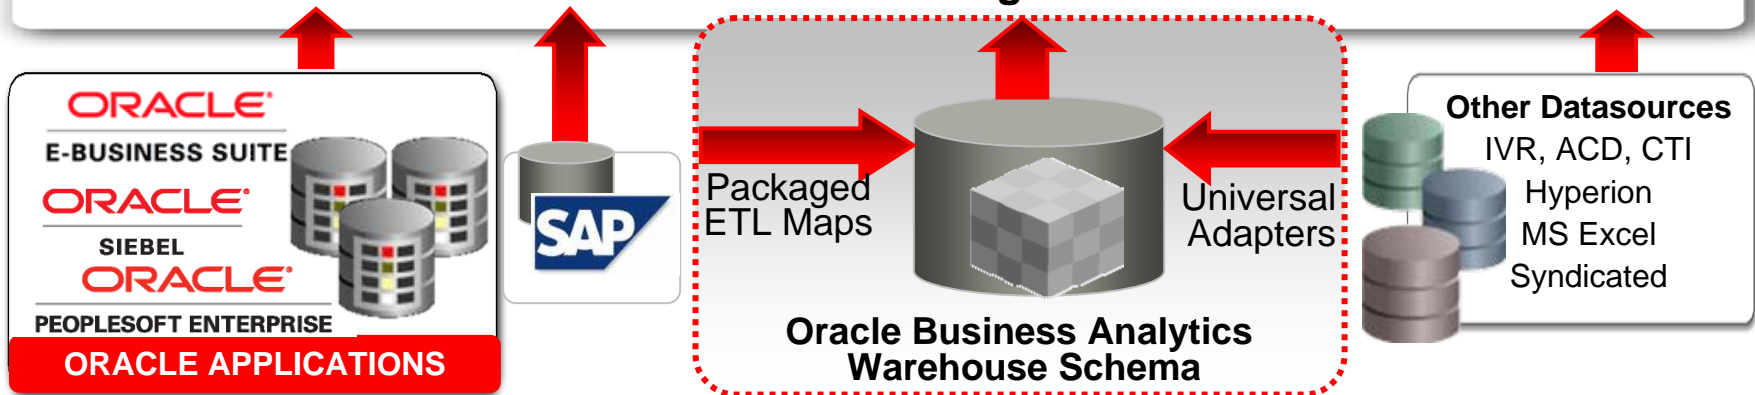 ORACLE
E-BUSINESS SUITE
ORACLE
SIEBEL
ORACLE
PEOPLESOFT ENTERPRISE
ORACLE APPLICATIONS
SAP
Packaged
ETL Maps
Universal
Adapters
Oracle Business Analytics
Warehouse Schema
Other Datasources
IVR, ACD, CTI
Hyperion
MS Excel
Syndicated